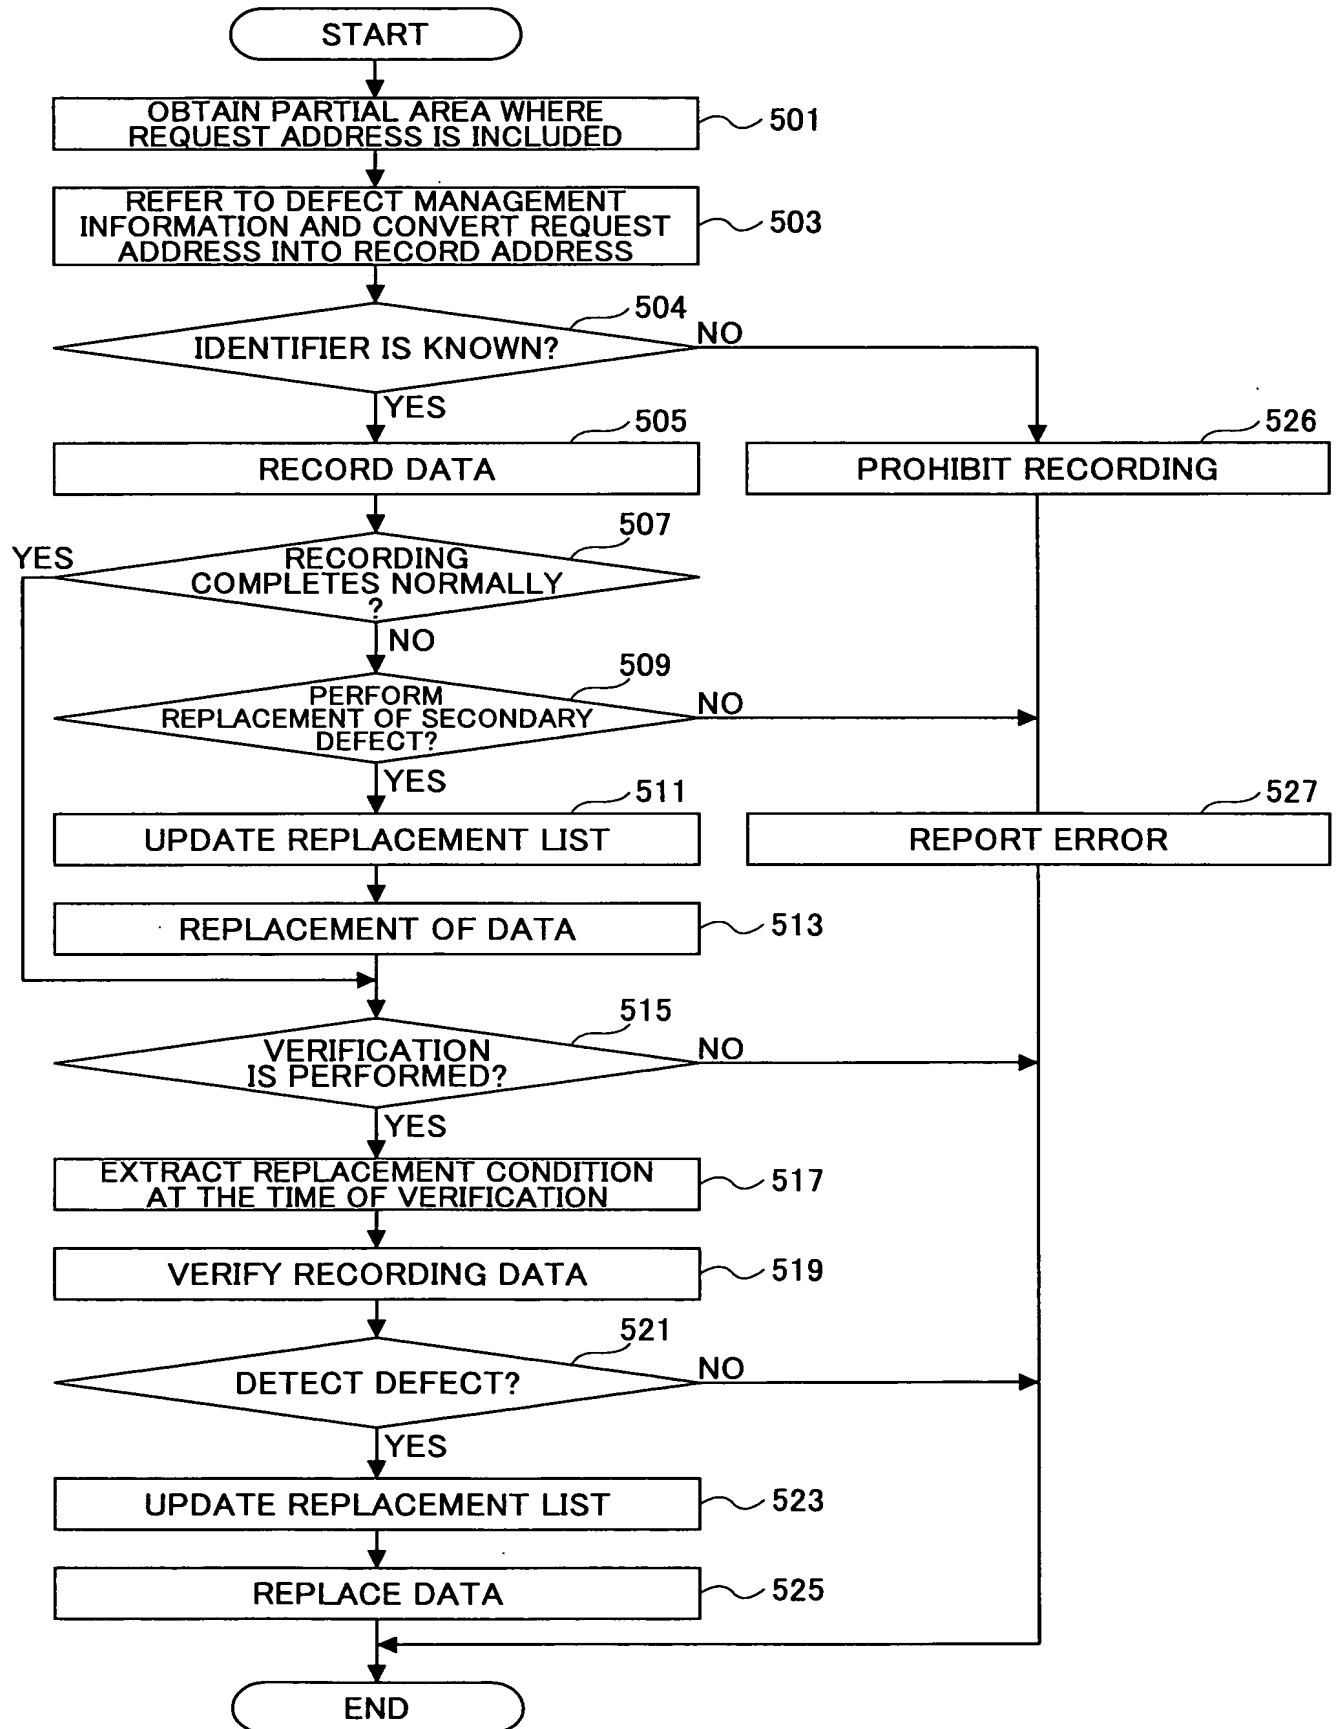 START
OBTAIN PARTIAL AREA WHERE
REQUEST ADDRESS IS INCLUDED
501
REFER TO DEFECT MANAGEMENT
INFORMATION AND CONVERT REQUEST
ADDRESS INTO RECORD ADDRESS
503
504
IDENTIFIER IS KNOWN?
NO
YES
505
RECORD DATA
526
PROHIBIT RECORDING
507
YES
RECORDING
COMPLETES NORMALLY
?
NO
509
PERFORM
REPLACEMENT OF SECONDARY
DEFECT?
NO
YES
511
UPDATE REPLACEMENT LIST
527
REPORT ERROR
REPLACEMENT OF DATA
513
515
VERIFICATION
IS PERFORMED?
NO
YES
EXTRACT REPLACEMENT CONDITION
AT THE TIME OF VERIFICATION
517
VERIFY RECORDING DATA
519
521
DETECT DEFECT?
NO
YES
UPDATE REPLACEMENT LIST
523
REPLACE DATA
525
END